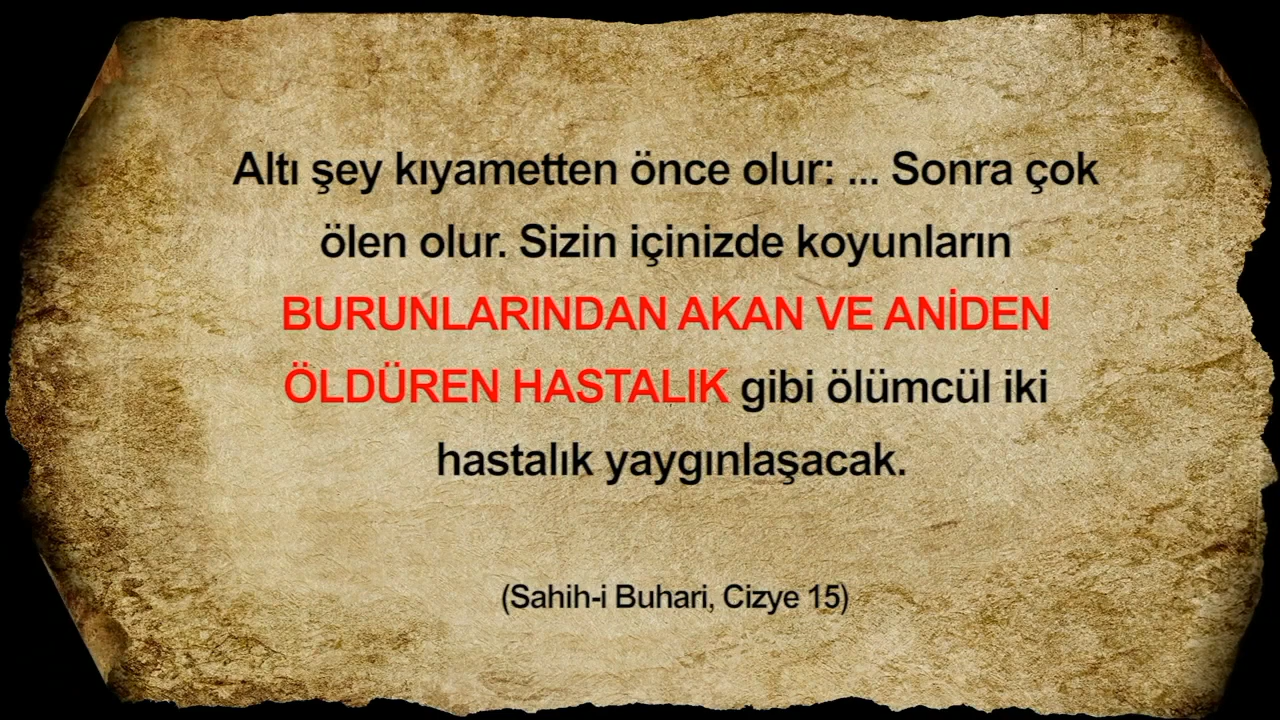 Altı şey kıyametten önce olur: ... Sonra çok
ölen olur. Sizin içinizde koyunların
BURUNLARINDAN AKAN VE ANİDEN
ÖLDÜREN HASTALIK gibi ölümcül iki
hastalık yaygınlaşacak.
(Sahih-i Buhari, Cizye 15)